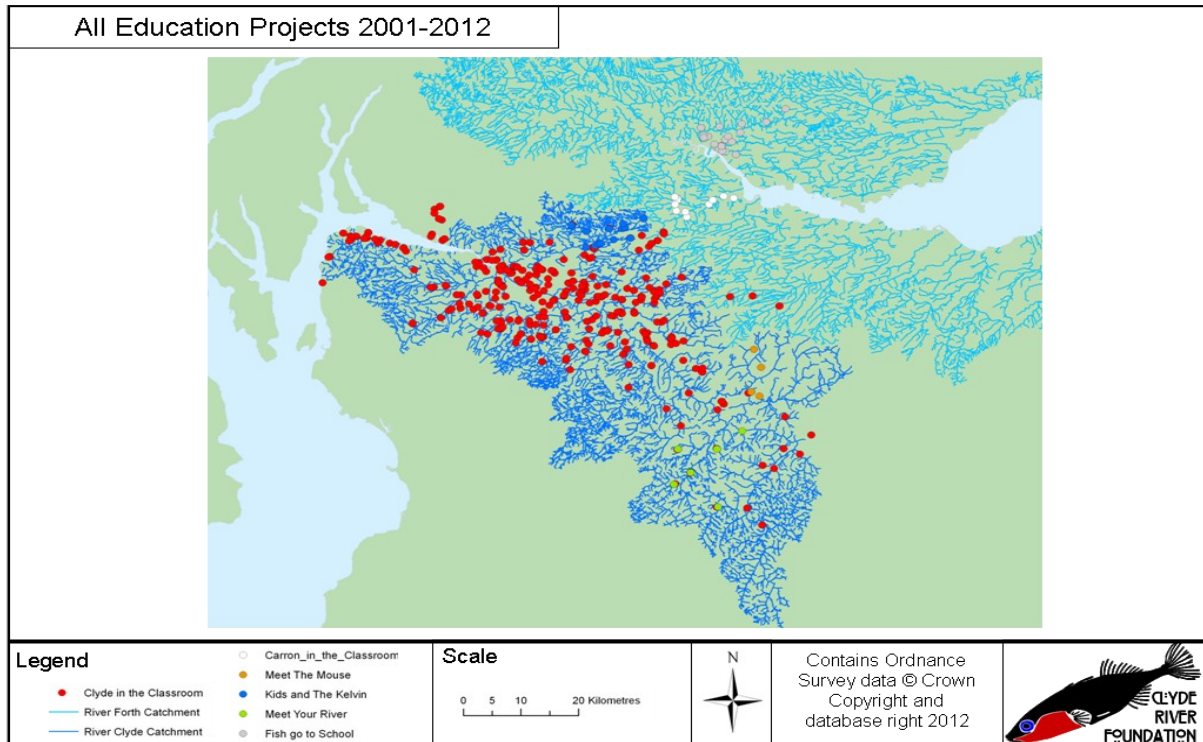 All Education Projects 2001-2012
Legend
Clyde in the Classroom
River Forth Catchment
River Clyde Catchment
Carron_in_the_Classroom
Meet The Mouse
Kids and The Kelvin
Meet Your River
Fish go to School
Scale
0 5 10 20 Kilometres
N
Contains Ordnance
Survey data © Crown
Copyright and
database right 2012
CLYDE
RIVER
FOUNDATION